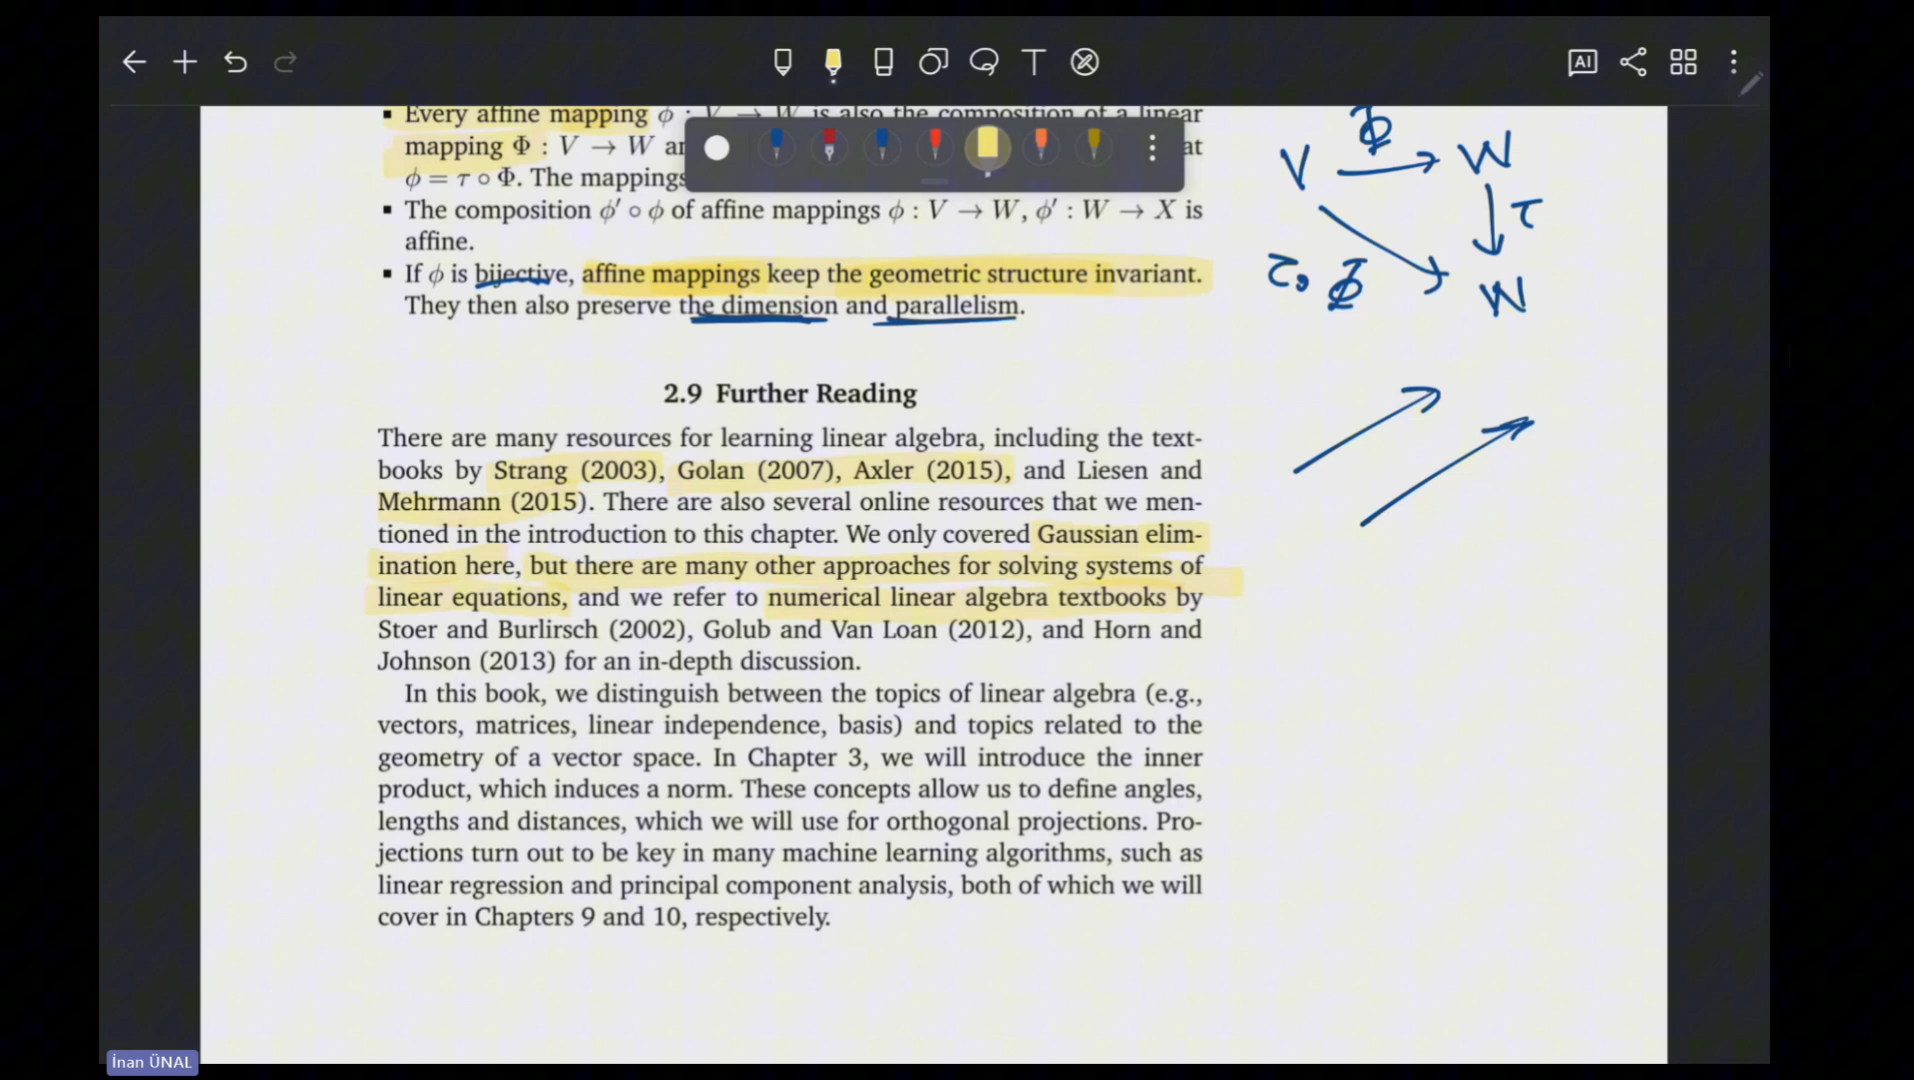 AI
Every affine mapping ϕ : V → W is also the composition of a linear
mapping Φ : V → W at
ϕ = τ ∘ Φ. The mappings
The composition ϕ′ ∘ ϕ of affine mappings ϕ : V → W, ϕ′ : W → X is
affine.
If ϕ is bijective, affine mappings keep the geometric structure invariant.
They then also preserve the dimension and parallelism.
V Φ W
τ
τ∘Φ W
2.9 Further Reading
There are many resources for learning linear algebra, including the text-
books by Strang (2003), Golan (2007), Axler (2015), and Liesen and
Mehrmann (2015). There are also several online resources that we men-
tioned in the introduction to this chapter. We only covered Gaussian elim-
ination here, but there are many other approaches for solving systems of
linear equations, and we refer to numerical linear algebra textbooks by
Stoer and Burlirsch (2002), Golub and Van Loan (2012), and Horn and
Johnson (2013) for an in-depth discussion.
In this book, we distinguish between the topics of linear algebra (e.g.,
vectors, matrices, linear independence, basis) and topics related to the
geometry of a vector space. In Chapter 3, we will introduce the inner
product, which induces a norm. These concepts allow us to define angles,
lengths and distances, which we will use for orthogonal projections. Pro-
jections turn out to be key in many machine learning algorithms, such as
linear regression and principal component analysis, both of which we will
cover in Chapters 9 and 10, respectively.
İnan ÜNAL